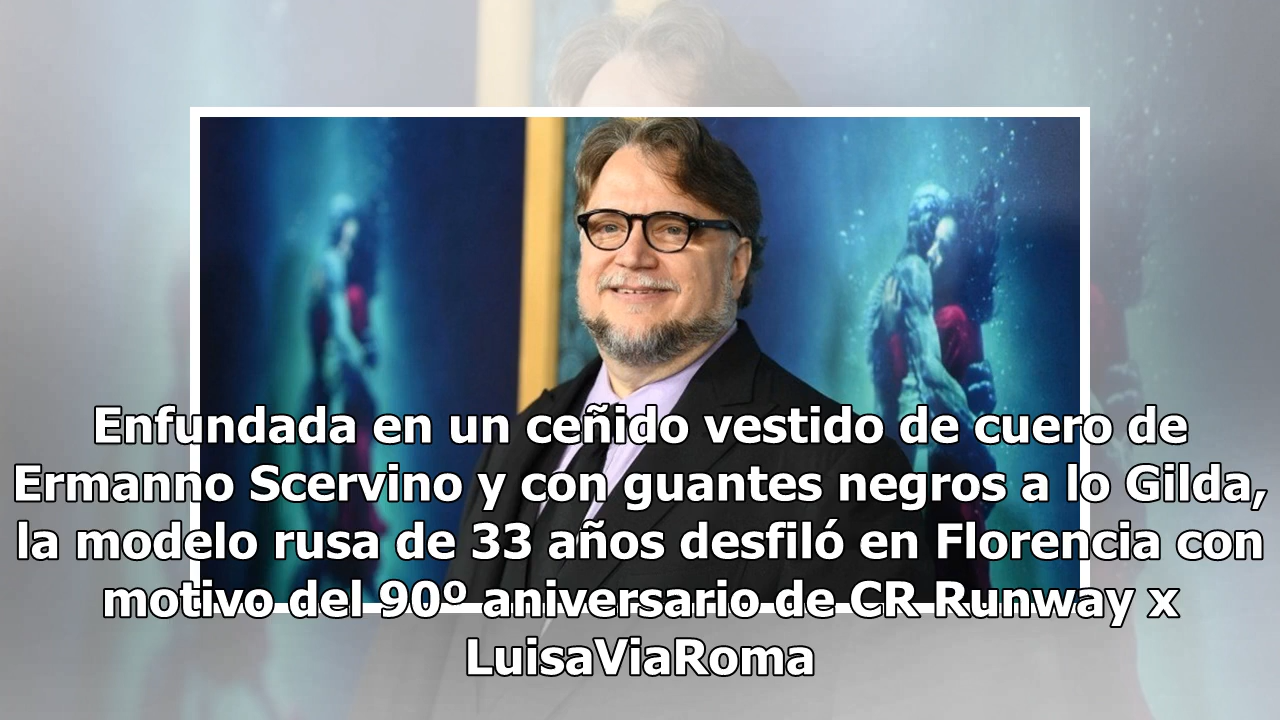 Enfundada en un ceñido vestido de cuero de
Ermanno Scervino y con guantes negros a lo Gilda,
la modelo rusa de 33 años desfiló en Florencia con
motivo del 90º aniversario de CR Runway x
LuisaViaRoma